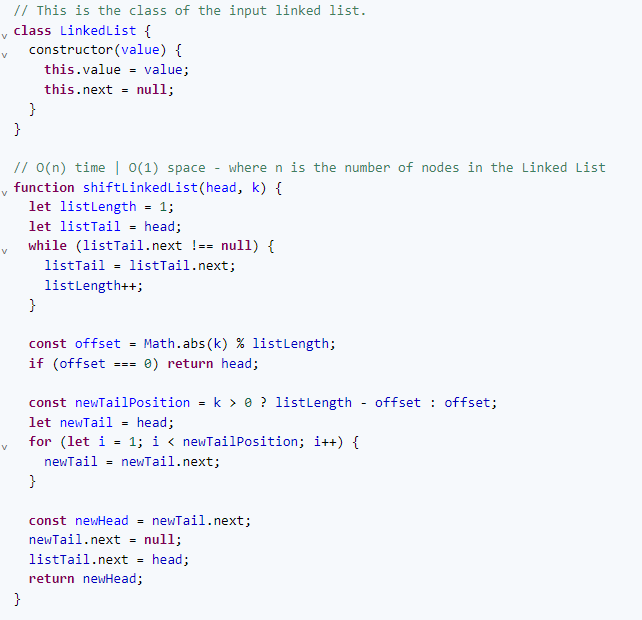 // This is the class of the input linked list.
class LinkedList {
  constructor(value) {
    this.value = value;
    this.next = null;
  }
}

// O(n) time | O(1) space - where n is the number of nodes in the Linked List
function shiftLinkedList(head, k) {
  let listLength = 1;
  let listTail = head;
  while (listTail.next !== null) {
    listTail = listTail.next;
    listLength++;
  }

  const offset = Math.abs(k) % listLength;
  if (offset === 0) return head;

  const newTailPosition = k > 0 ? listLength - offset : offset;
  let newTail = head;
  for (let i = 1; i < newTailPosition; i++) {
    newTail = newTail.next;
  }

  const newHead = newTail.next;
  newTail.next = null;
  listTail.next = head;
  return newHead;
}